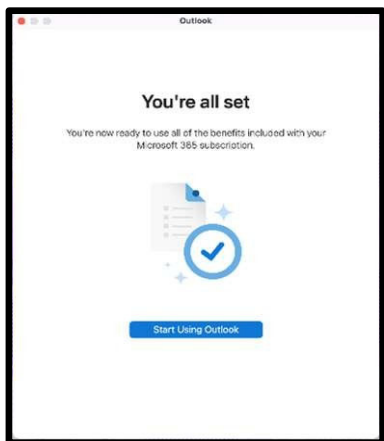 Outlook
You're all set
You're now ready to use all of the benefits included with your
Microsoft 365 subscription.
Start Using Outlook